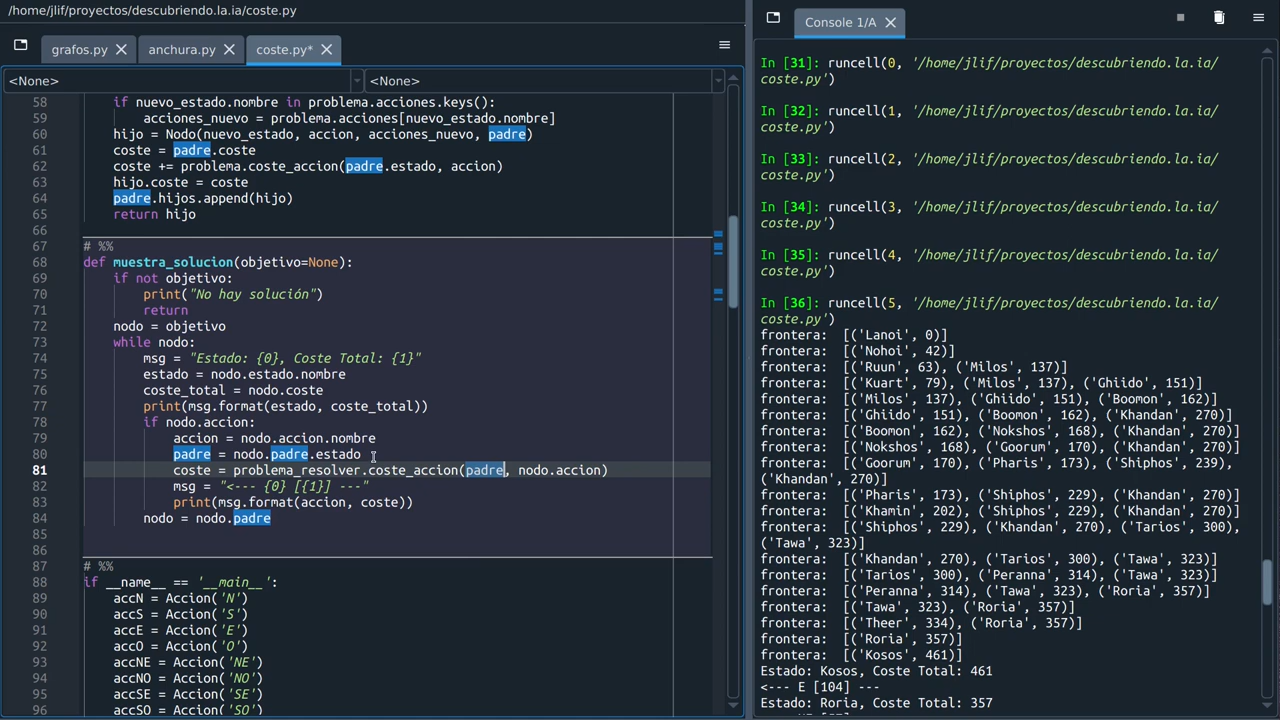 /home/jlif/proyectos/descubriendo.la.ia/coste.py
grafos.py
anchura.py
coste.py*
<None>
<None>
58 if nuevo_estado.nombre in problema.acciones.keys():
59 acciones_nuevo = problema.acciones[nuevo_estado.nombre]
60 hijo = Nodo(nuevo_estado, accion, acciones_nuevo, padre)
61 coste = padre.coste
62 coste += problema.coste_accion(padre.estado, accion)
63 hijo.coste = coste
64 padre.hijos.append(hijo)
65 return hijo
66
67 # %%
68 def muestra_solucion(objetivo=None):
69 if not objetivo:
70 print("No hay solución")
71 return
72 nodo = objetivo
73 while nodo:
74 msg = "Estado: {0}, Coste Total: {1}"
75 estado = nodo.estado.nombre
76 coste_total = nodo.coste
77 print(msg.format(estado, coste_total))
78 if nodo.accion:
79 accion = nodo.accion.nombre
80 padre = nodo.padre.estado
81 coste = problema_resolver.coste_accion(padre, nodo.accion)
82 msg = "<--- {0} [{1}] ---"
83 print(msg.format(accion, coste))
84 nodo = nodo.padre
85
86
87 # %%
88 if __name__ == '__main__':
89 accN = Accion('N')
90 accS = Accion('S')
91 accE = Accion('E')
92 accO = Accion('O')
93 accNE = Accion('NE')
94 accNO = Accion('NO')
95 accSE = Accion('SE')
96 accSO = Accion('SO')
Console 1/A
In [31]: runcell(0, '/home/jlif/proyectos/descubriendo.la.ia/
coste.py')
In [32]: runcell(1, '/home/jlif/proyectos/descubriendo.la.ia/
coste.py')
In [33]: runcell(2, '/home/jlif/proyectos/descubriendo.la.ia/
coste.py')
In [34]: runcell(3, '/home/jlif/proyectos/descubriendo.la.ia/
coste.py')
In [35]: runcell(4, '/home/jlif/proyectos/descubriendo.la.ia/
coste.py')
In [36]: runcell(5, '/home/jlif/proyectos/descubriendo.la.ia/
coste.py')
frontera: [('Lanoi', 0)]
frontera: [('Nohoi', 42)]
frontera: [('Ruun', 63), ('Milos', 137)]
frontera: [('Kuart', 79), ('Milos', 137), ('Ghiido', 151)]
frontera: [('Milos', 137), ('Ghiido', 151), ('Boomon', 162)]
frontera: [('Ghiido', 151), ('Boomon', 162), ('Khandan', 270)]
frontera: [('Boomon', 162), ('Nokshos', 168), ('Khandan', 270)]
frontera: [('Nokshos', 168), ('Goorum', 170), ('Khandan', 270)]
frontera: [('Goorum', 170), ('Pharis', 173), ('Shiphos', 239),
('Khandan', 270)]
frontera: [('Pharis', 173), ('Shiphos', 229), ('Khandan', 270)]
frontera: [('Khamin', 202), ('Shiphos', 229), ('Khandan', 270)]
frontera: [('Shiphos', 229), ('Khandan', 270), ('Tarios', 300),
('Tawa', 323)]
frontera: [('Khandan', 270), ('Tarios', 300), ('Tawa', 323)]
frontera: [('Tarios', 300), ('Peranna', 314), ('Tawa', 323)]
frontera: [('Peranna', 314), ('Tawa', 323), ('Roria', 357)]
frontera: [('Tawa', 323), ('Roria', 357)]
frontera: [('Theer', 334), ('Roria', 357)]
frontera: [('Roria', 357)]
frontera: [('Kosos', 461)]
Estado: Kosos, Coste Total: 461
<--- E [104] ---
Estado: Roria, Coste Total: 357